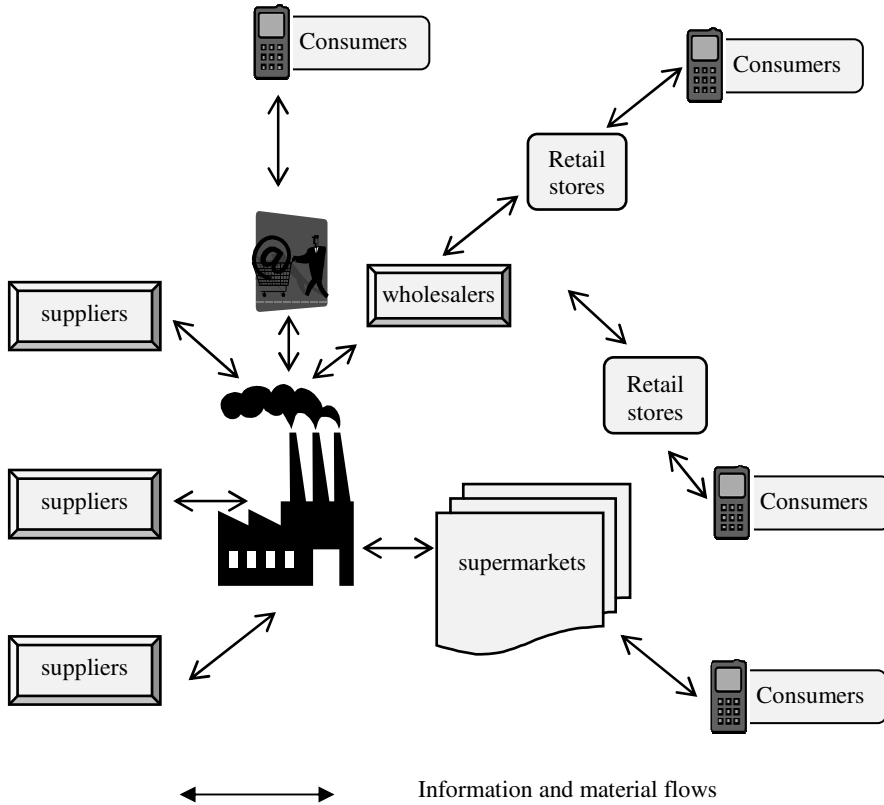 Consumers
Consumers
Retail
stores
@
suppliers
wholesalers
Retail
stores
suppliers
Consumers
supermarkets
suppliers
Consumers
Information and material flows